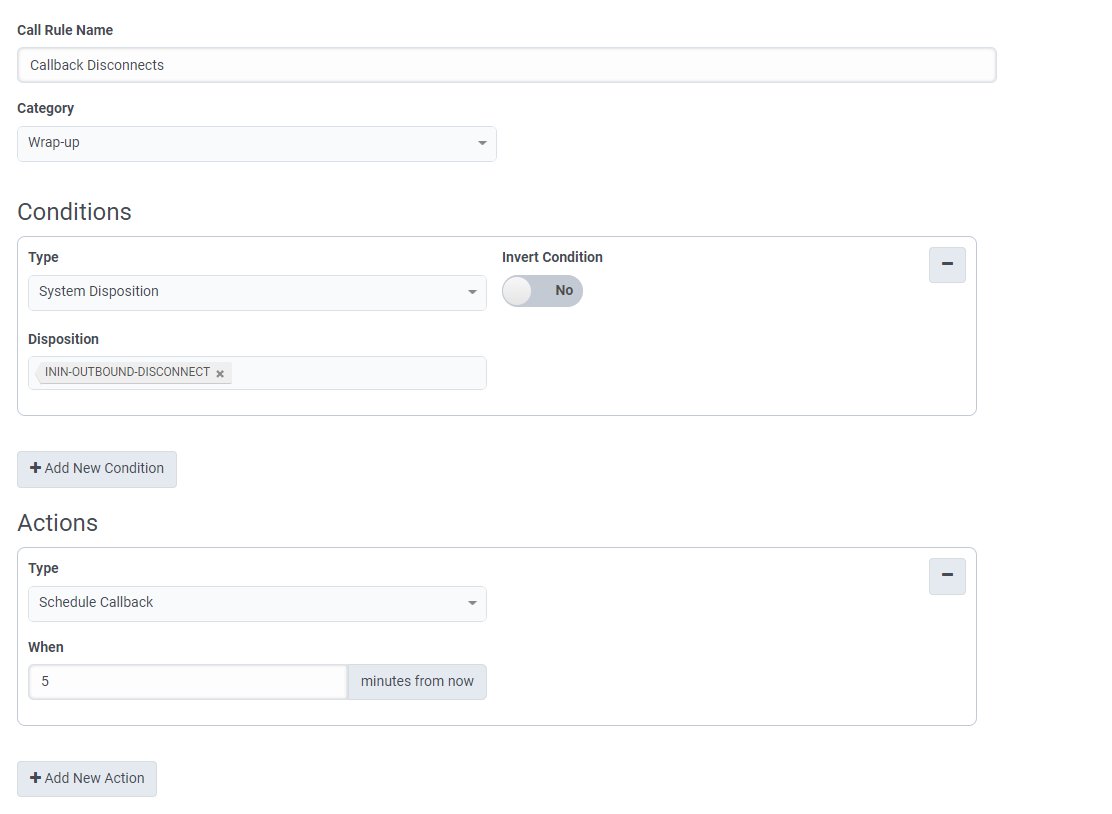 Call Rule Name
Callback Disconnects
Category
Wrap-up
Conditions
Type
Invert Condition
System Disposition
No
Disposition
ININ-OUTBOUND-DISCONNECT ×
+ Add New Condition
Actions
Type
Schedule Callback
When
5 minutes from now
+ Add New Action